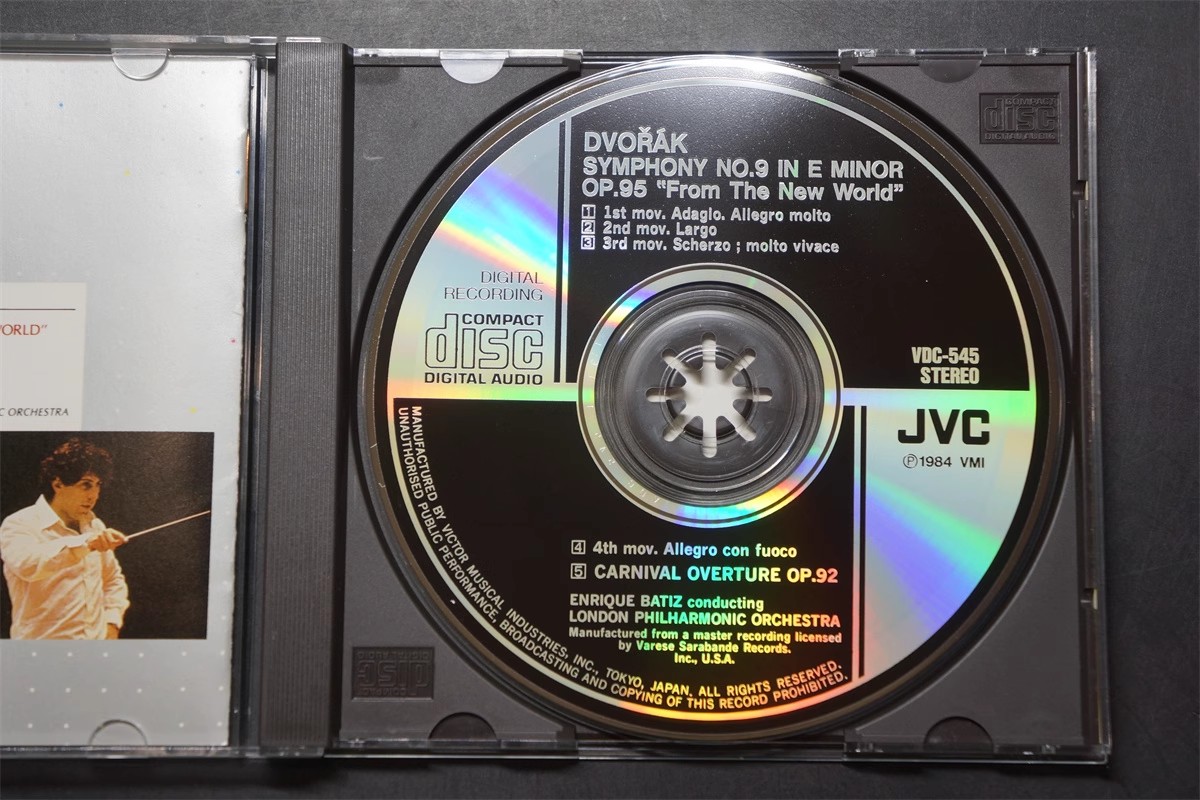 WORLD"
C ORCHESTRA
DVOŘÁK
SYMPHONY NO.9 IN E MINOR
OP.95 "From The New World"
1 1st mov. Adagio. Allegro molto
2 2nd mov. Largo
3 3rd mov. Scherzo ; molto vivace
DIGITAL
RECORDING
COMPACT
disc
DIGITAL AUDIO
VDC-545
STEREO
JVC
Ⓟ1984 VMI
4 4th mov. Allegro con fuoco
5 CARNIVAL OVERTURE OP.92
ENRIQUE BATIZ conducting
LONDON PHILHARMONIC ORCHESTRA
Manufactured from a master recording licensed
by Varese Sarabande Records.
Inc., U.S.A.
MANUFACTURED BY VICTOR MUSICAL INDUSTRIES, INC., TOKYO, JAPAN. ALL RIGHTS RESERVED.
UNAUTHORISED PUBLIC PERFORMANCE, BROADCASTING AND COPYING OF THIS RECORD PROHIBITED.
COMPACT
disc
DIGITAL AUDIO